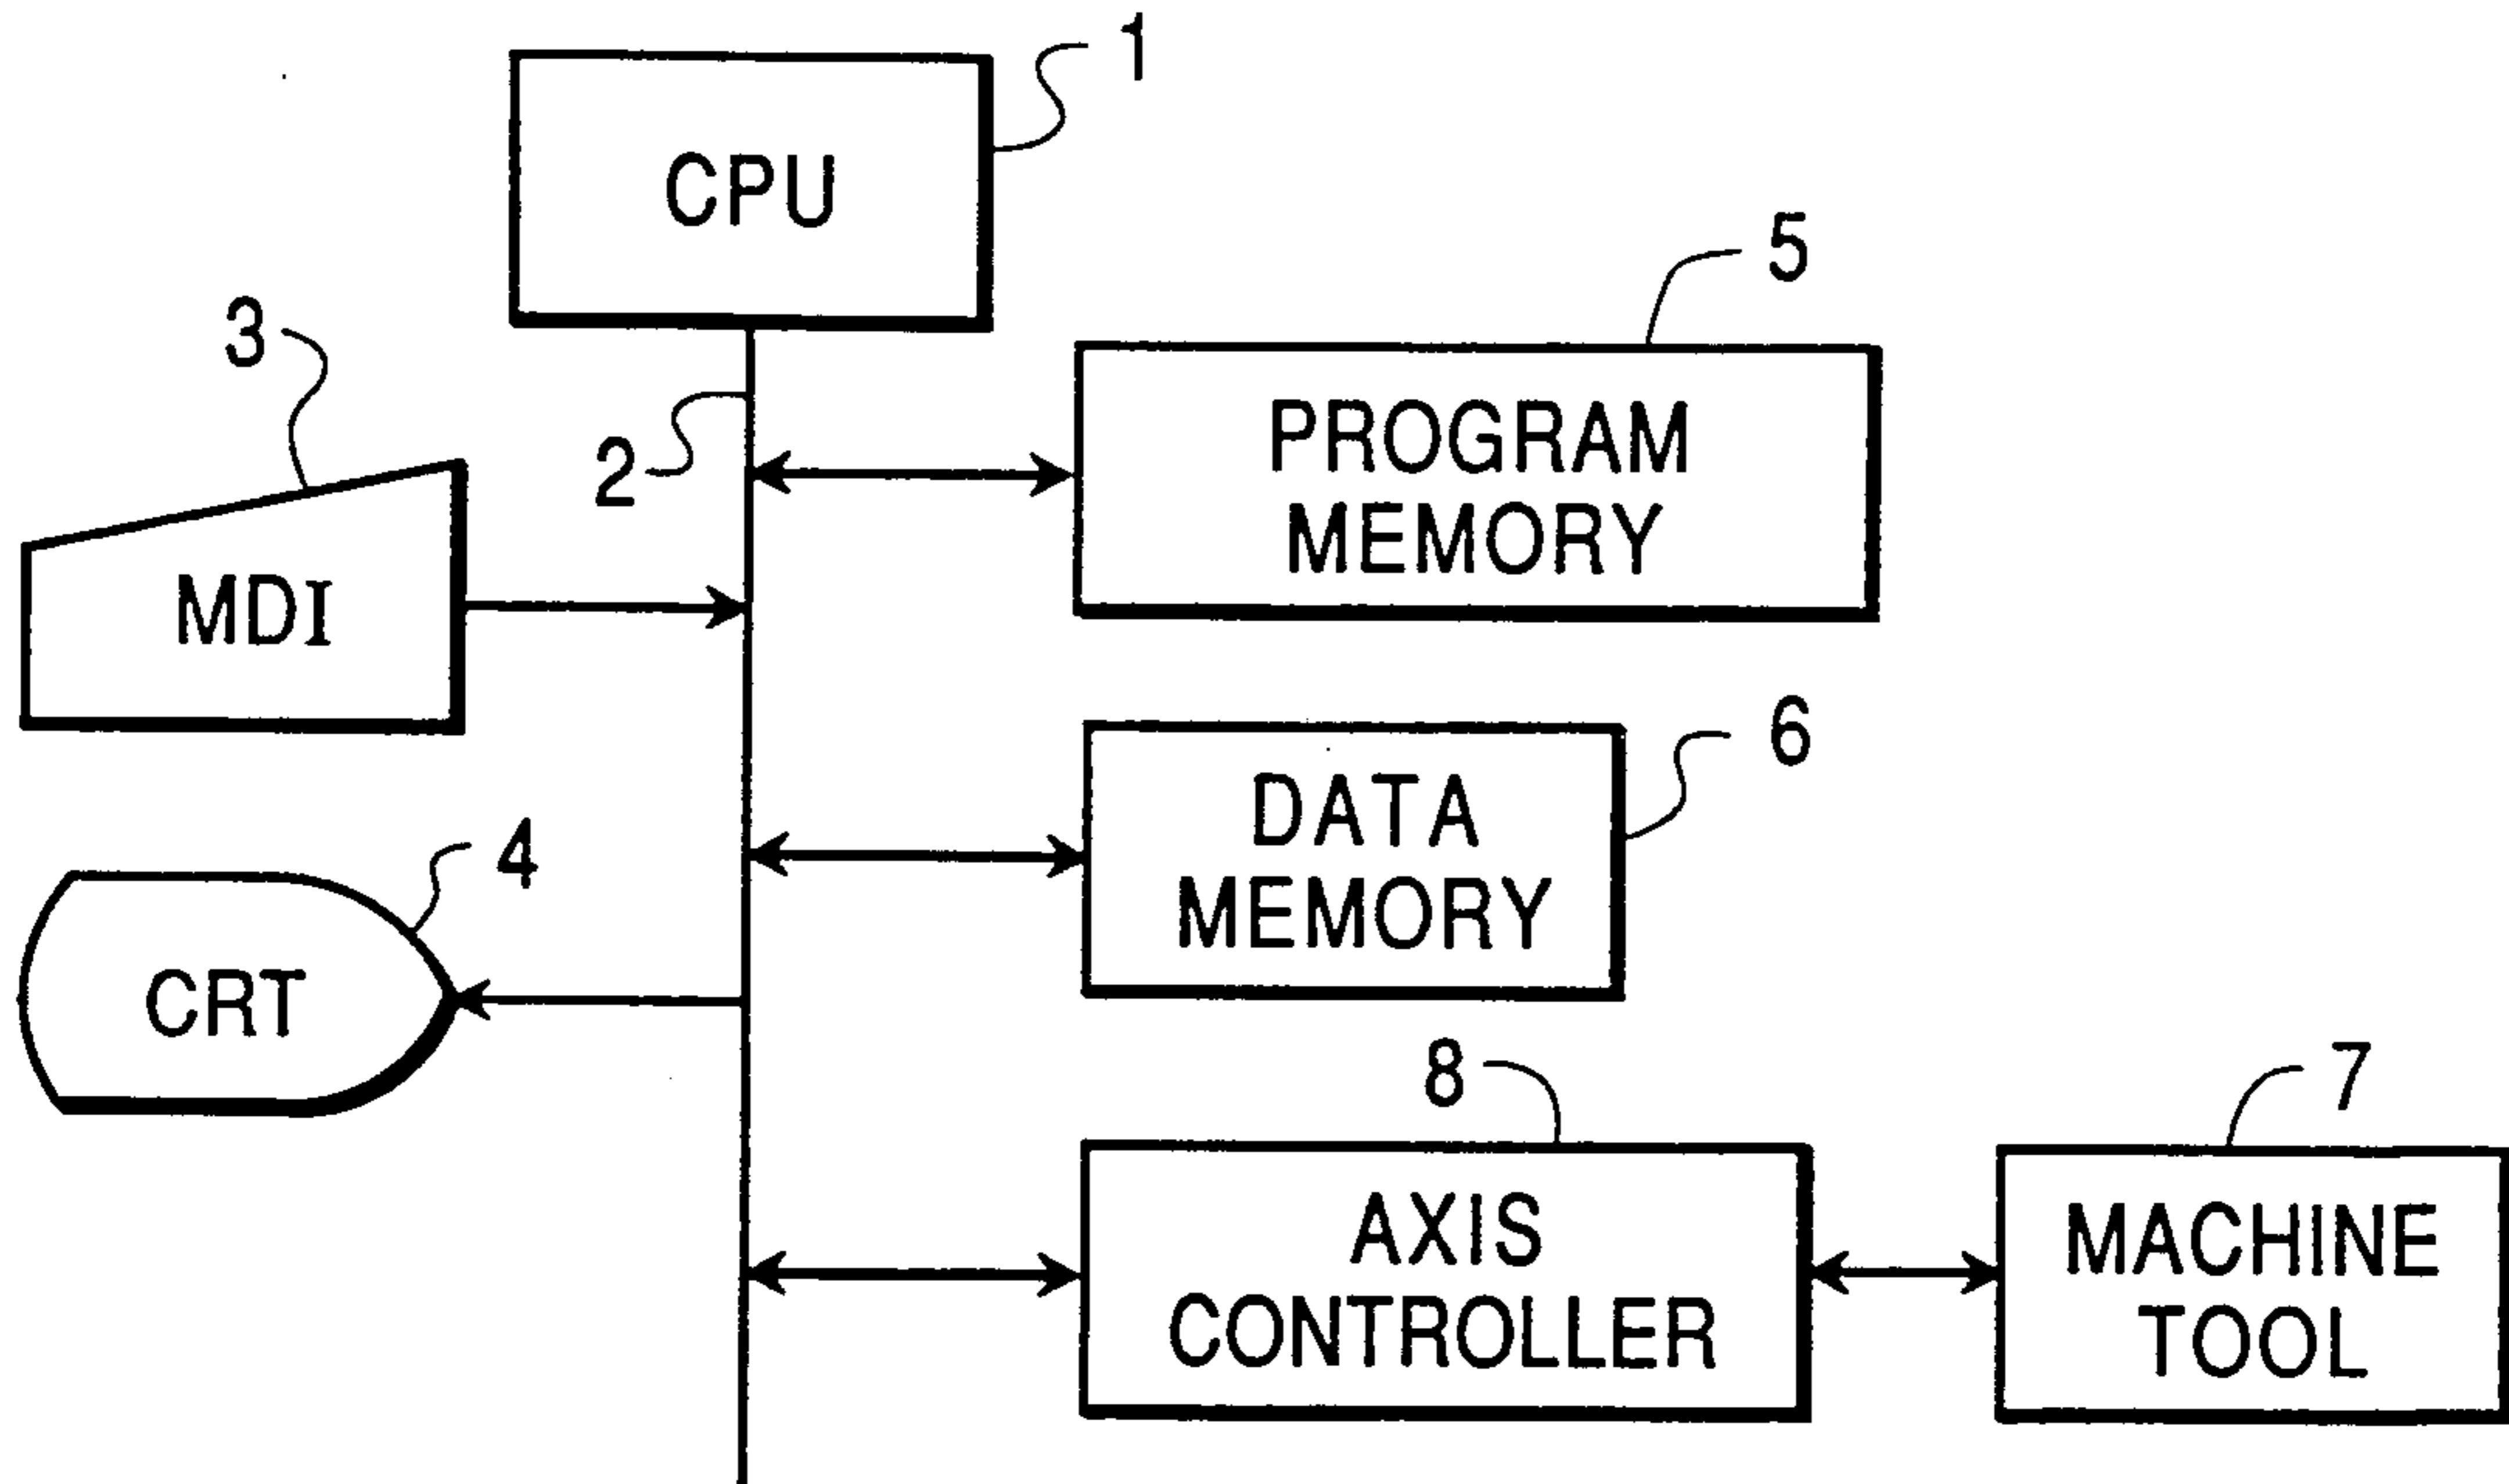 1
CPU
5
3
2
PROGRAM
MEMORY
MDI
6
DATA
MEMORY
4
CRT
8
7
AXIS
CONTROLLER
MACHINE
TOOL